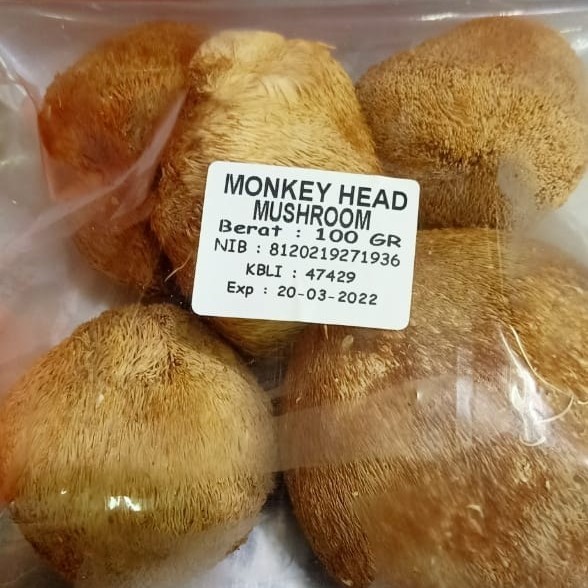 MONKEY HEAD
MUSHROOM
Berat : 100 GR
NIB : 8120219271936
KBLI : 47429
Exp : 20-03-2022